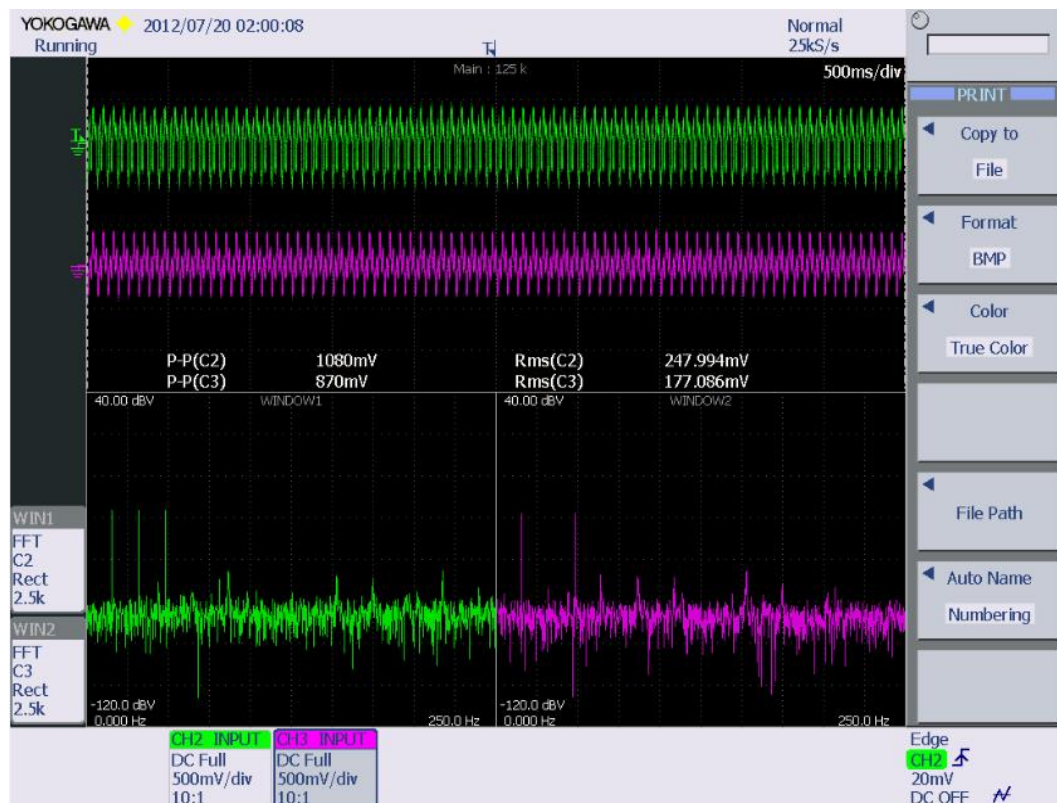 YOKOGAWA 2012/07/20 02:00:08
Running
Normal
25kS/s
T
Main : 125 k
500ms/div
T
P-P(C2) 1080mV Rms(C2) 247.994mV
P-P(C3) 870mV Rms(C3) 177.086mV
40.00 dBV WINDOW1
40.00 dBV WINDOW2
-120.0 dBV
0.000 Hz 250.0 Hz
-120.0 dBV
0.000 Hz 250.0 Hz
WIN1
FFT
C2
Rect
2.5k
WIN2
FFT
C3
Rect
2.5k
CH2 INPUT
DC Full
500mV/div
10:1
CH3 INPUT
DC Full
500mV/div
10:1
PRINT
Copy to
File
Format
BMP
Color
True Color
File Path
Auto Name
Numbering
Edge
CH2
20mV
DC OFF